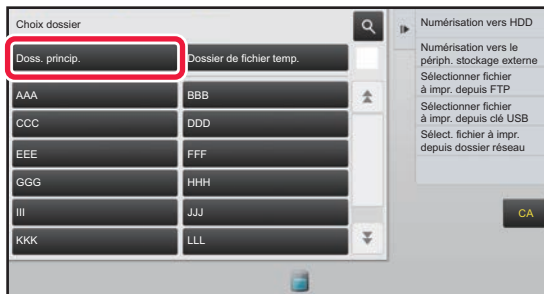 Choix dossier
Doss. princip.
Dossier de fichier temp.
AAA
BBB
CCC
DDD
EEE
FFF
GGG
HHH
III
JJJ
KKK
LLL
Numérisation vers HDD
Numérisation vers le
périph. stockage externe
Sélectionner fichier
à impr. depuis FTP
Sélectionner fichier
à impr. depuis clé USB
Sélect. fichier à impr.
depuis dossier réseau
CA